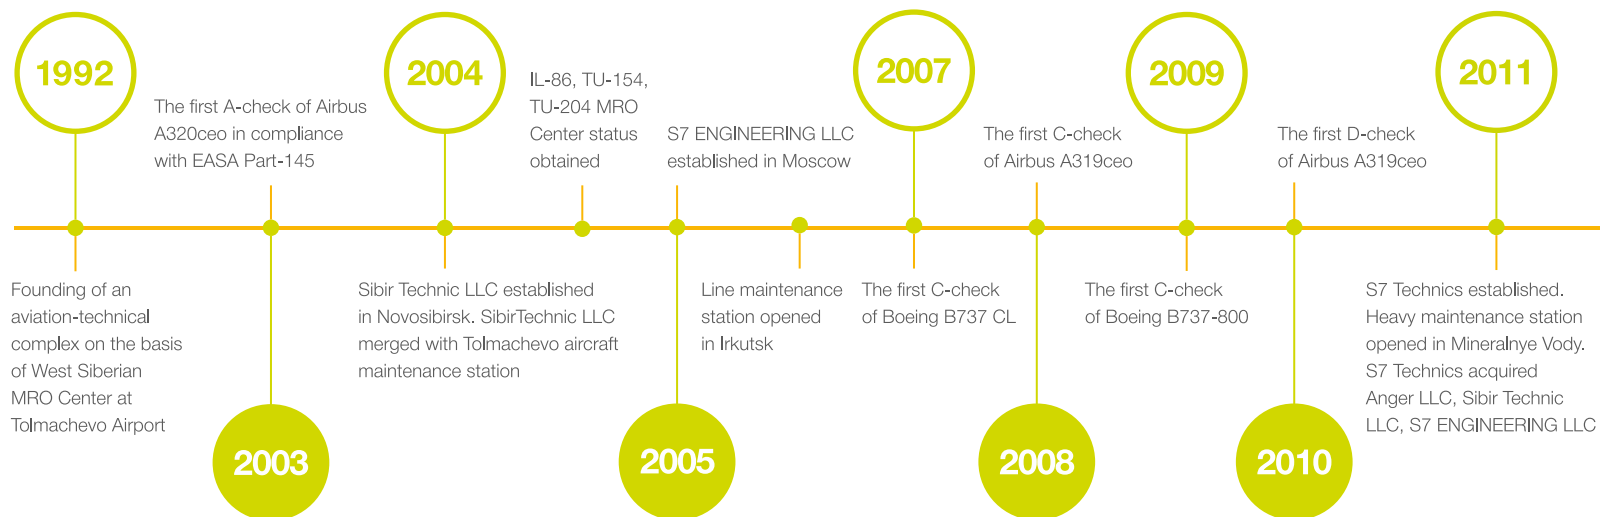 1992
Founding of an
aviation-technical
complex on the basis
of West Siberian
MRO Center at
Tolmachevo Airport
The first A-check of Airbus
A320ceo in compliance
with EASA Part-145
2003
2004
Sibir Technic LLC established
in Novosibirsk. SibirTechnic LLC
merged with Tolmachevo aircraft
maintenance station
IL-86, TU-154,
TU-204 MRO
Center status
obtained
S7 ENGINEERING LLC
established in Moscow
2005
Line maintenance
station opened
in Irkutsk
2007
The first C-check
of Boeing B737 CL
The first C-check
of Airbus A319ceo
2008
2009
The first C-check
of Boeing B737-800
The first D-check
of Airbus A319ceo
2010
2011
S7 Technics established.
Heavy maintenance station
opened in Mineralnye Vody.
S7 Technics acquired
Anger LLC, Sibir Technic
LLC, S7 ENGINEERING LLC